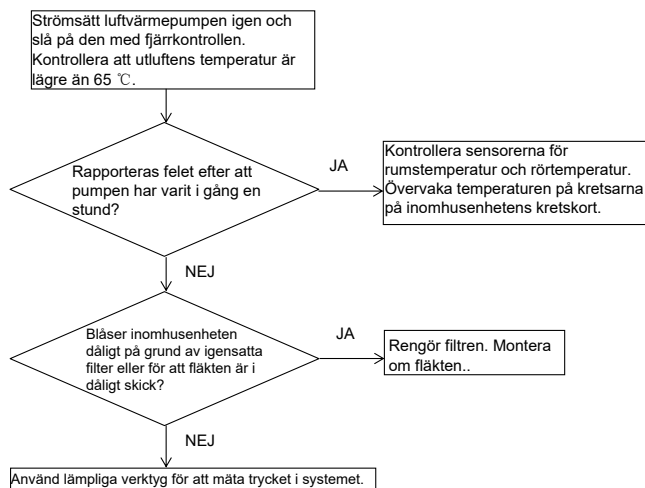 Strömsätt luftvärmepumpen igen och
slå på den med fjärrkontrollen.
Kontrollera att utluftens temperatur är
lägre än 65 ℃.
Rapporteras felet efter att
pumpen har varit i gång en
stund?
JA
Kontrollera sensorerna för
rumstemperatur och rörtemperatur.
Övervaka temperaturen på kretsarna
på inomhusenhetens kretskort.
NEJ
Blåser inomhusenheten
dåligt på grund av igensatta
filter eller för att fläkten är i
dåligt skick?
JA
Rengör filtren. Montera
om fläkten..
NEJ
Använd lämpliga verktyg för att mäta trycket i systemet.